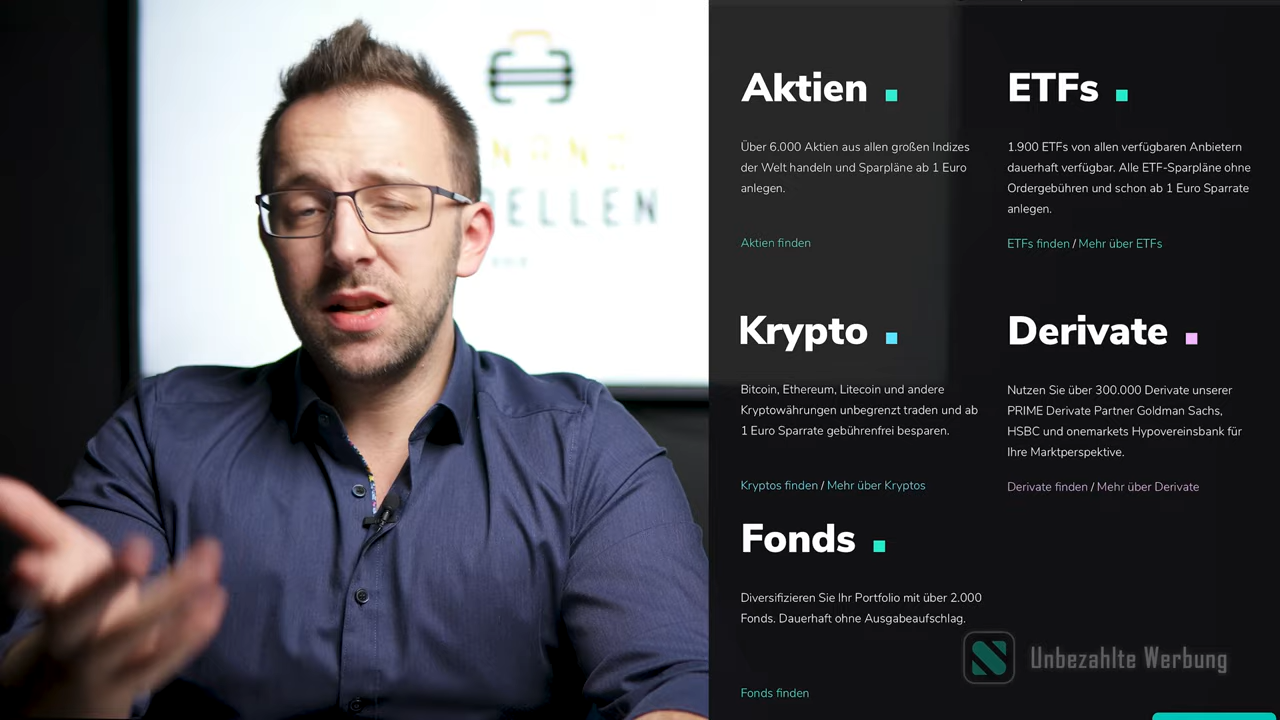 NANZ
DELLEN
Aktien
Über 6.000 Aktien aus allen großen Indizes
der Welt handeln und Sparpläne ab 1 Euro
anlegen.
Aktien finden
ETFs
1.900 ETFs von allen verfügbaren Anbietern
dauerhaft verfügbar. Alle ETF-Sparpläne ohne
Ordergebühren und schon ab 1 Euro Sparrate
anlegen.
ETFs finden / Mehr über ETFs
Krypto
Bitcoin, Ethereum, Litecoin und andere
Kryptowährungen unbegrenzt traden und ab
1 Euro Sparrate gebührenfrei besparen.
Kryptos finden / Mehr über Kryptos
Derivate
Nutzen Sie über 300.000 Derivate unserer
PRIME Derivate Partner Goldman Sachs,
HSBC und onemarkets Hypovereinsbank für
Ihre Marktperspektive.
Derivate finden / Mehr über Derivate
Fonds
Diversifizieren Sie Ihr Portfolio mit über 2.000
Fonds. Dauerhaft ohne Ausgabeaufschlag.
Fonds finden
Unbezahlte Werbung